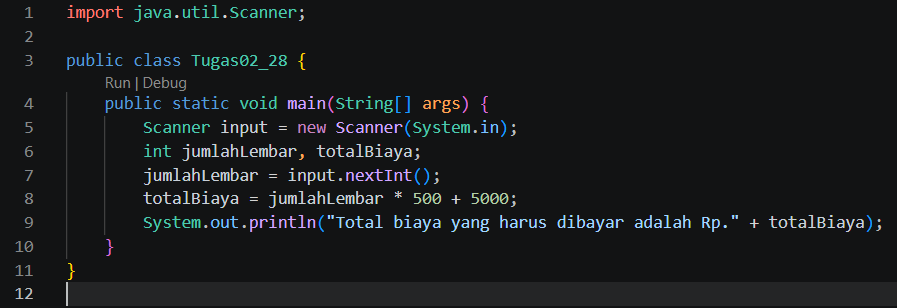 1 import java.util.Scanner;
2
3 public class Tugas02_28 {
Run | Debug
4 public static void main(String[] args) {
5 Scanner input = new Scanner(System.in);
6 int jumlahLembar, totalBiaya;
7 jumlahLembar = input.nextInt();
8 totalBiaya = jumlahLembar * 500 + 5000;
9 System.out.println("Total biaya yang harus dibayar adalah Rp." + totalBiaya);
10 }
11 }
12